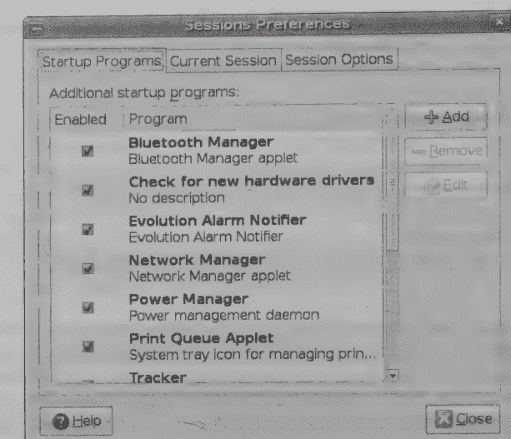 Sessions Preferences
Startup Programs Current Session Session Options
Additional startup programs:
Enabled Program
Bluetooth Manager
Bluetooth Manager applet
Check for new hardware drivers
No description
Evolution Alarm Notifier
Evolution Alarm Notifier
Network Manager
Network Manager applet
Power Manager
Power management daemon
Print Queue Applet
System tray icon for managing prin...
Tracker
Add
Remove
Edit
Help
Close